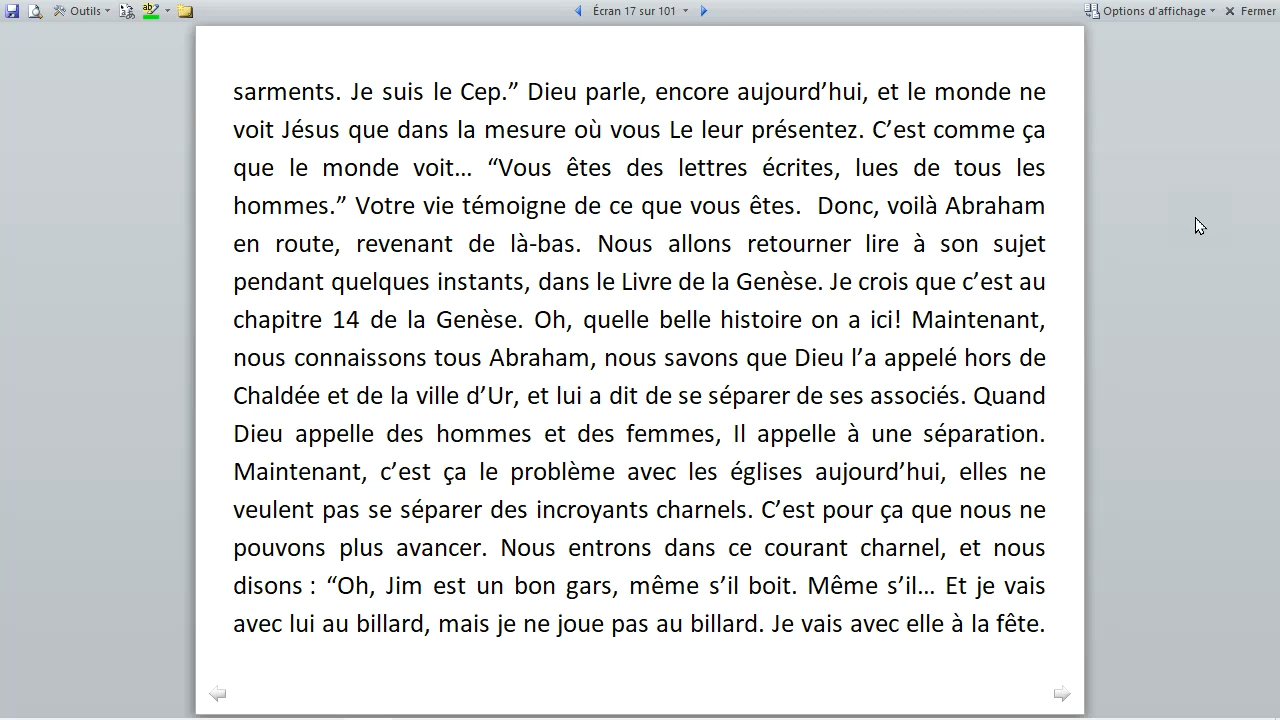 Outils
Écran 17 sur 101
Options d'affichage
Fermer
sarments. Je suis le Cep.” Dieu parle, encore aujourd’hui, et le monde ne
voit Jésus que dans la mesure où vous Le leur présentez. C’est comme ça
que le monde voit… “Vous êtes des lettres écrites, lues de tous les
hommes.” Votre vie témoigne de ce que vous êtes.  Donc, voilà Abraham
en route, revenant de là-bas. Nous allons retourner lire à son sujet
pendant quelques instants, dans le Livre de la Genèse. Je crois que c’est au
chapitre 14 de la Genèse. Oh, quelle belle histoire on a ici! Maintenant,
nous connaissons tous Abraham, nous savons que Dieu l’a appelé hors de
Chaldée et de la ville d’Ur, et lui a dit de se séparer de ses associés. Quand
Dieu appelle des hommes et des femmes, Il appelle à une séparation.
Maintenant, c’est ça le problème avec les églises aujourd’hui, elles ne
veulent pas se séparer des incroyants charnels. C’est pour ça que nous ne
pouvons plus avancer. Nous entrons dans ce courant charnel, et nous
disons : “Oh, Jim est un bon gars, même s’il boit. Même s’il… Et je vais
avec lui au billard, mais je ne joue pas au billard. Je vais avec elle à la fête.